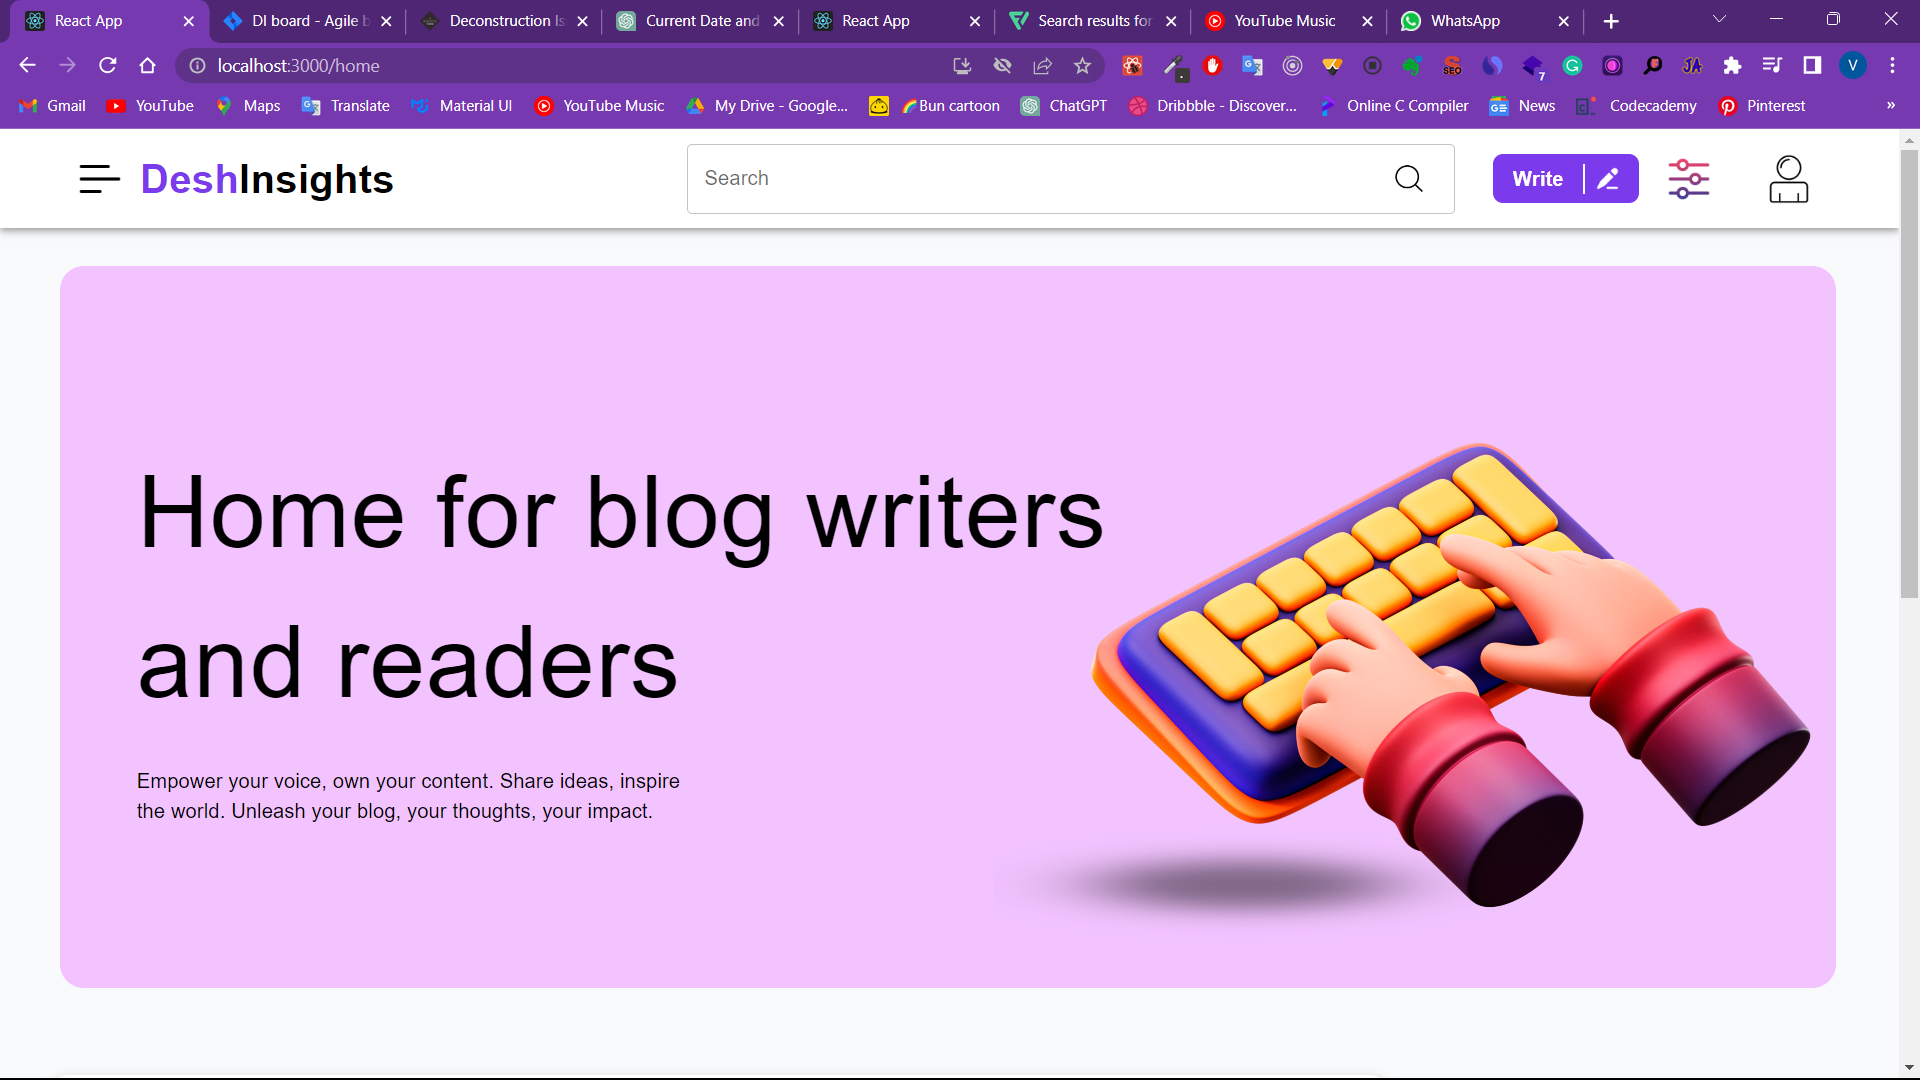 React App
DI board - Agile b
Deconstruction Is
Current Date and
React App
Search results for
YouTube Music
WhatsApp
localhost:3000/home
SEO
7
JA
V
Gmail
YouTube
Maps
Translate
Material UI
YouTube Music
My Drive - Google...
🌈Bun cartoon
ChatGPT
Dribbble - Discover...
Online C Compiler
News
Codecademy
Pinterest
»
DeshInsights
Search
Write
Home for blog writers
and readers
Empower your voice, own your content. Share ideas, inspire
the world. Unleash your blog, your thoughts, your impact.